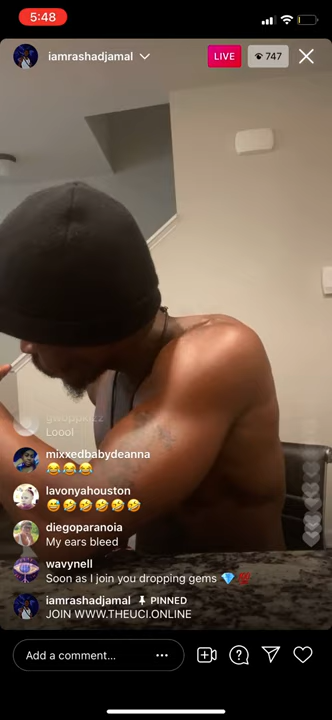 5:48
iamrashadjamal
LIVE
747
Loool
mixxedbabydeanna
😂😂😂
lavonyahouston
😅🤣🤣🤣🤣🤣
diegoparanoia
My ears bleed
wavynell
Soon as I join you dropping gems 💎💯
iamrashadjamal PINNED
JOIN WWW.THEUCI.ONLINE
Add a comment...